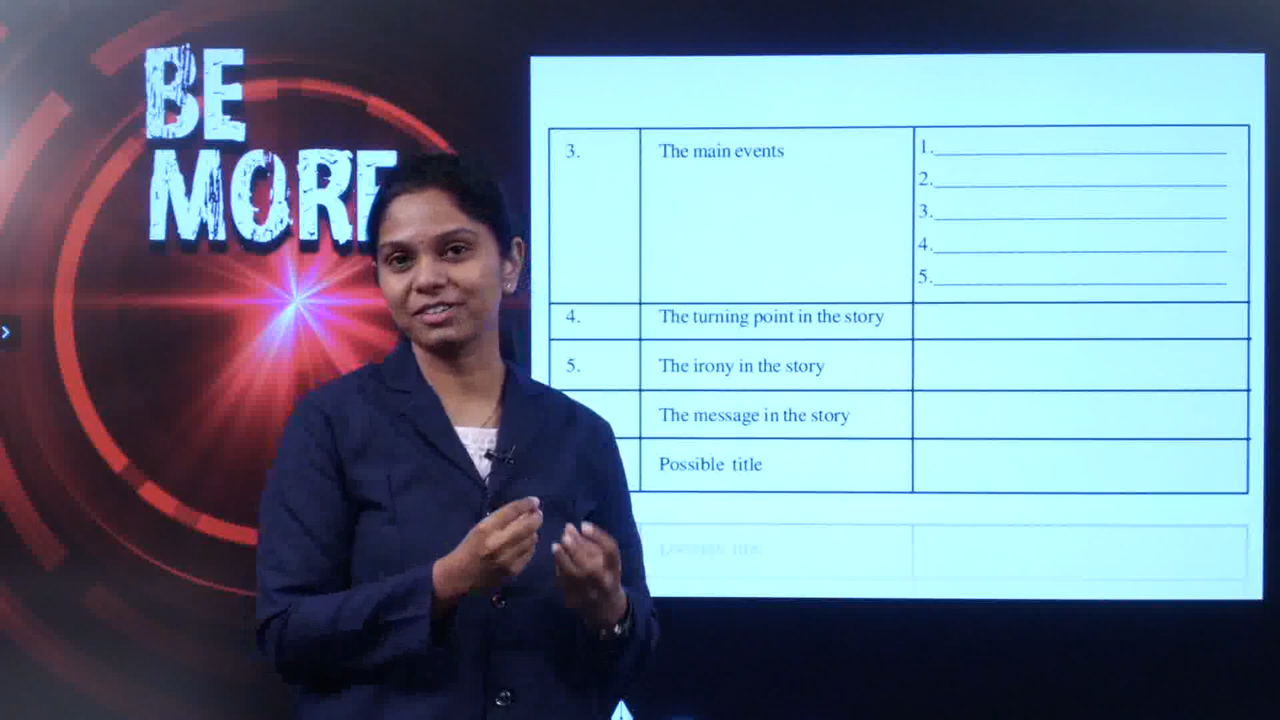 BE
MORE
3. The main events 1.
2.
3.
4.
5.
4. The turning point in the story
5. The irony in the story
The message in the story
Possible title